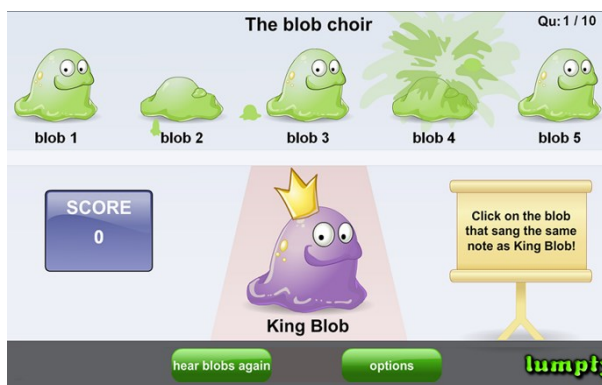 The blob choir
Qu: 1 / 10
blob 1
blob 2
blob 3
blob 4
blob 5
SCORE
0
Click on the blob
that sang the same
note as King Blob!
King Blob
hear blobs again
options